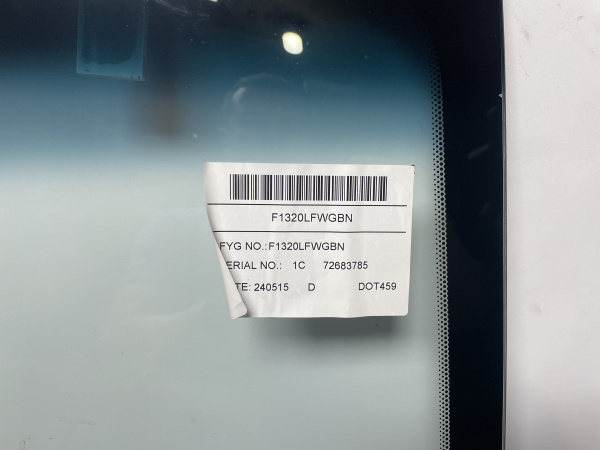 F1320LFWGBN
FYG NO.:F1320LFWGBN
ERIAL NO.: 1C 72683785
TE: 240515 D DOT459